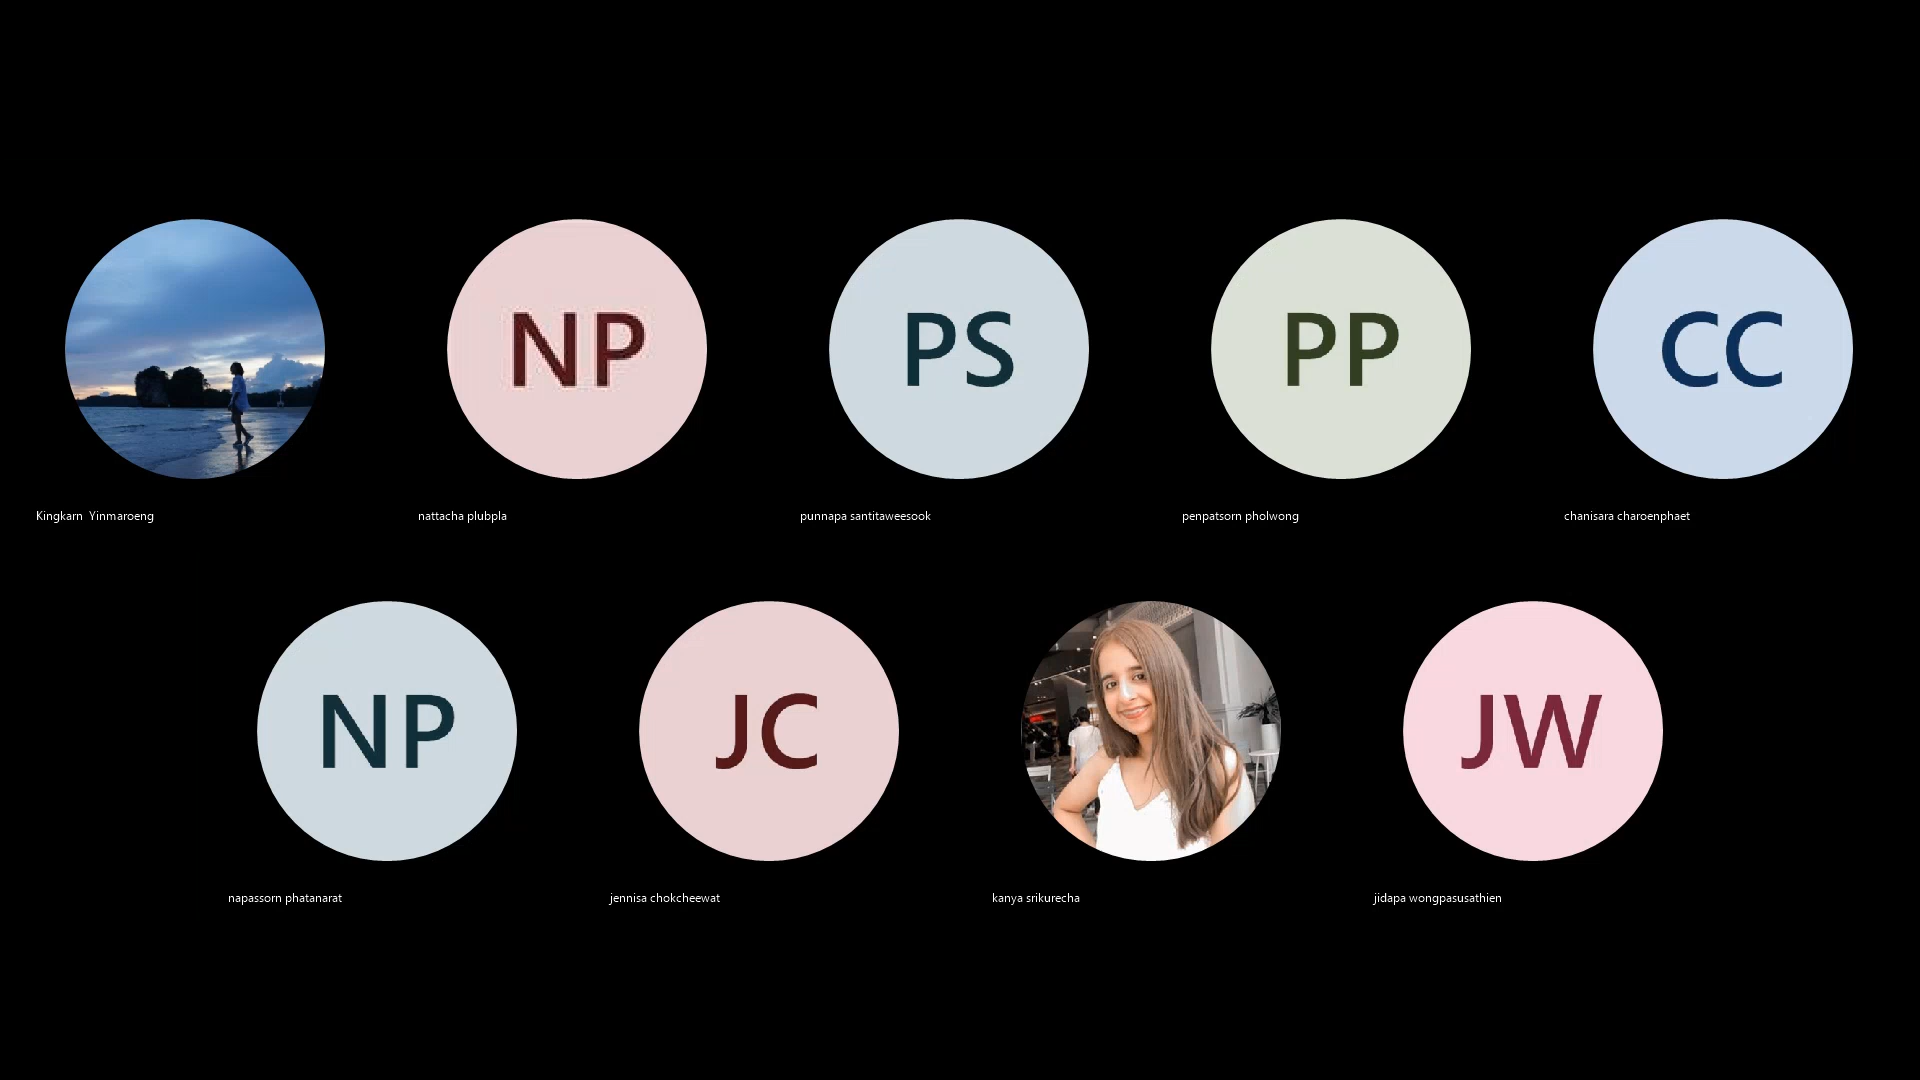 NP
PS
PP
CC
Kingkarn  Yinmaroeng
nattacha plubpla
punnapa santitaweesook
penpatsorn pholwong
chanisara charoenphaet
NP
JC
JW
napassorn phatanarat
jennisa chokcheewat
kanya srikurecha
jidapa wongpasusathien